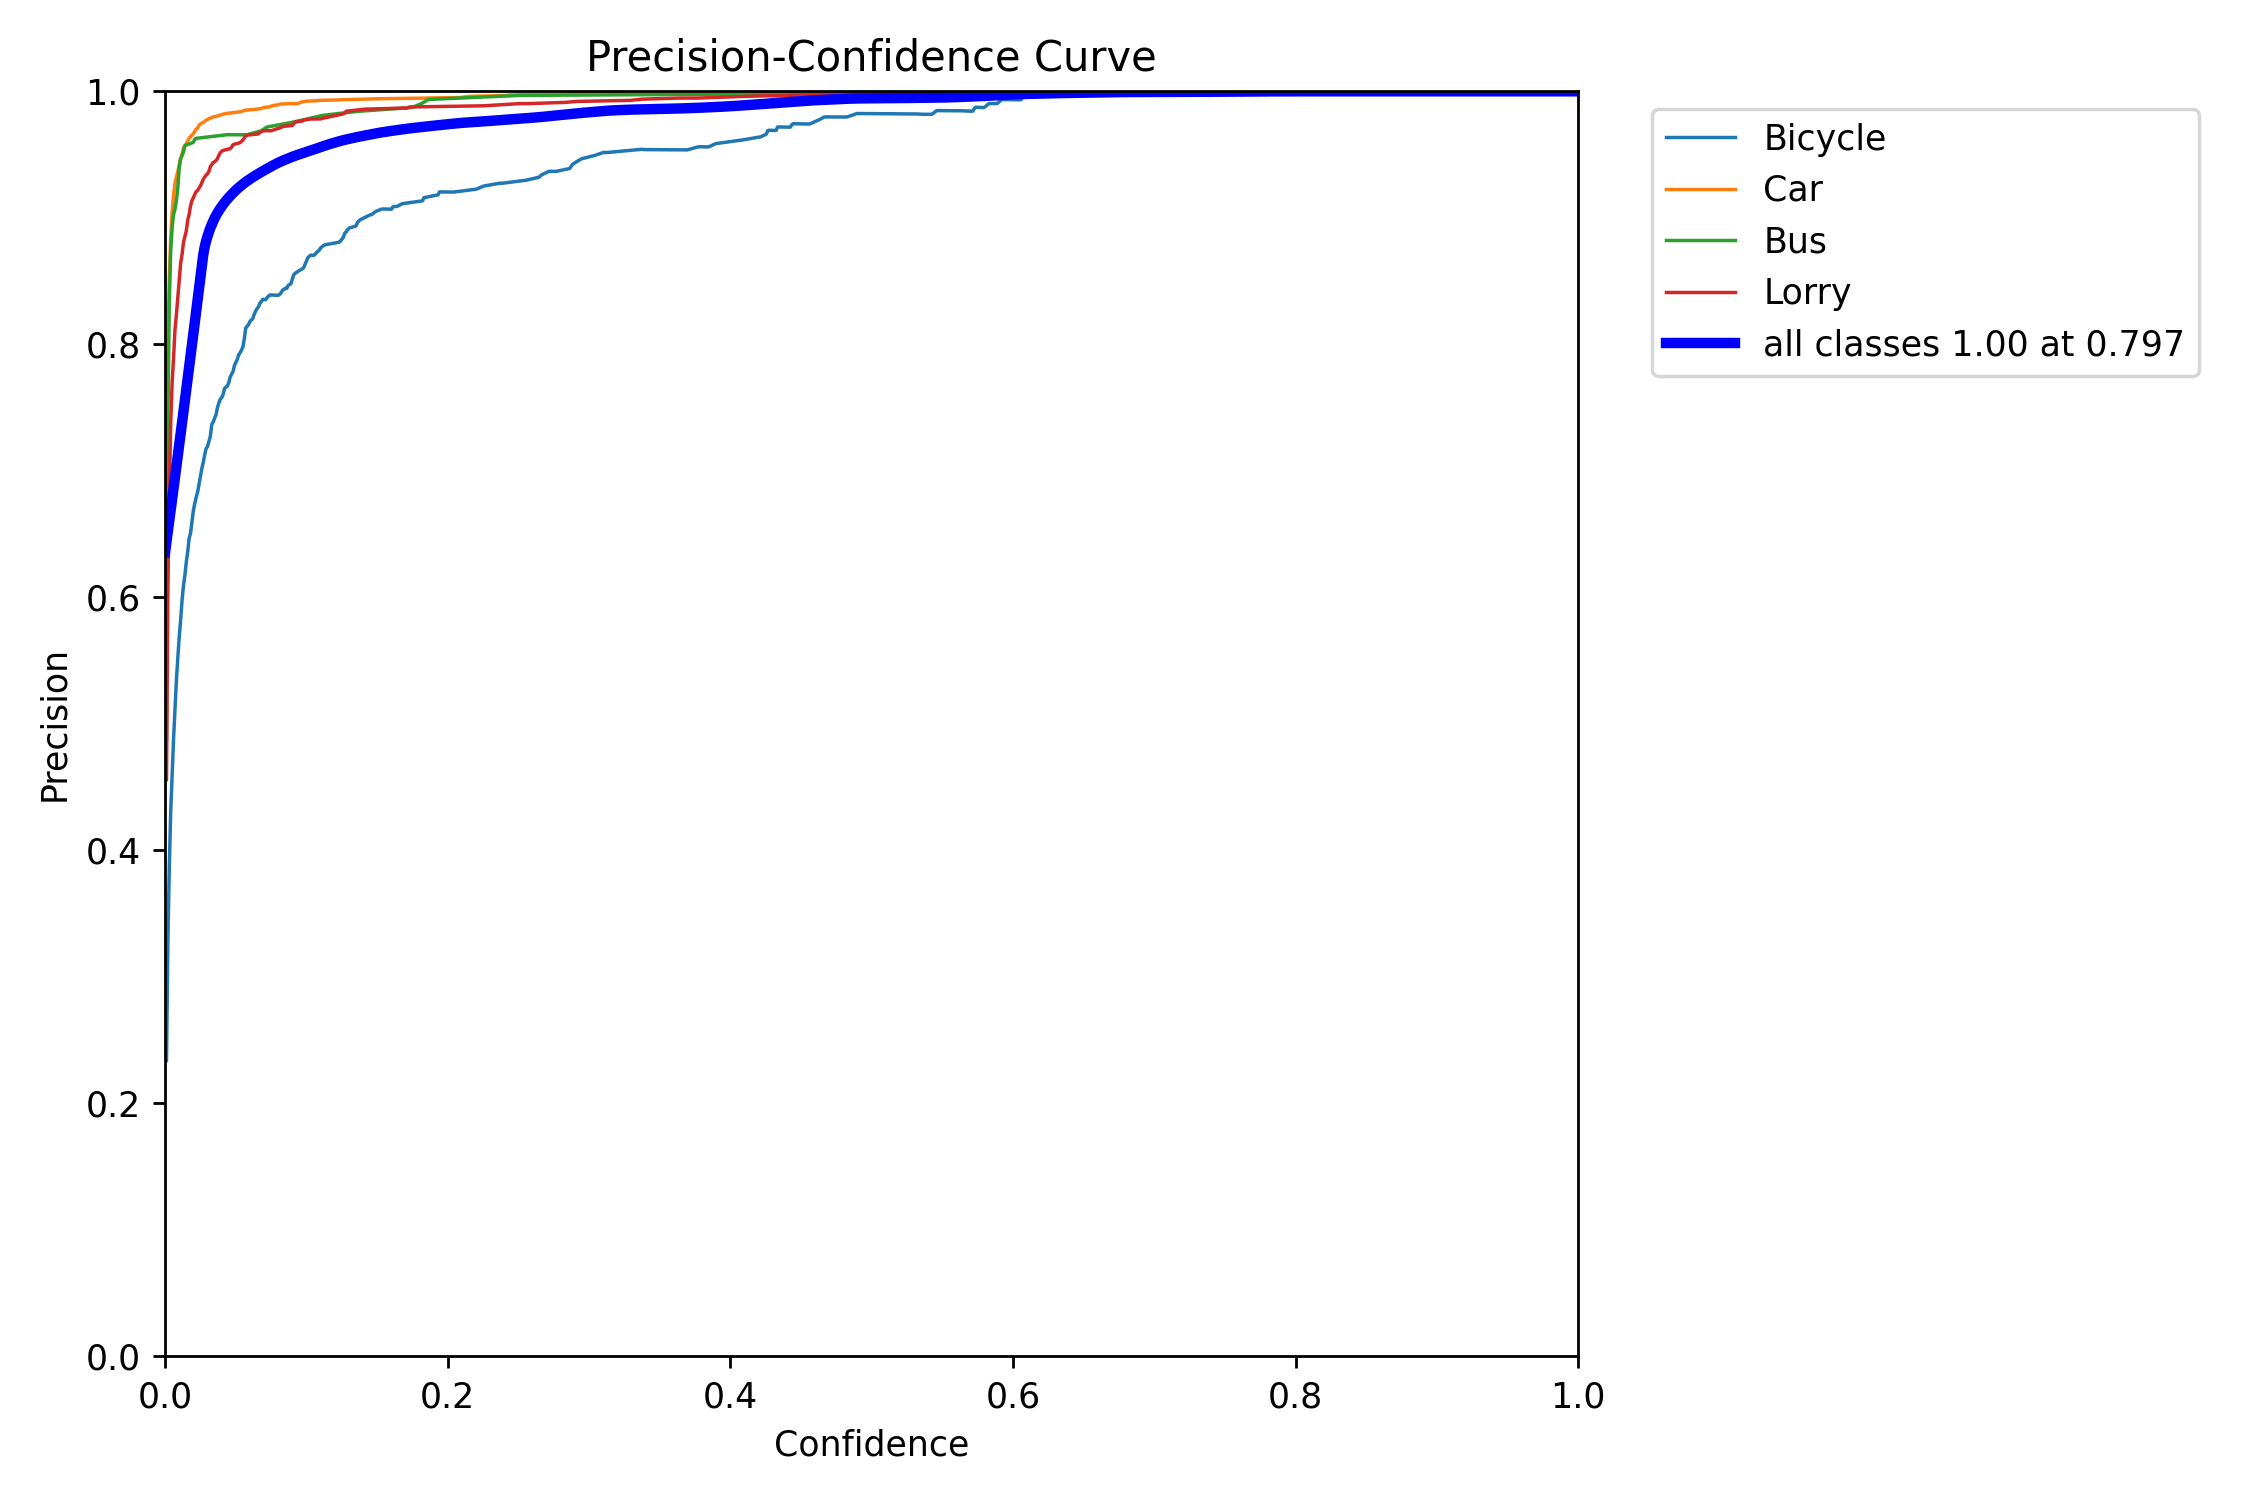 Precision-Confidence Curve
1.0
0.8
0.6
0.4
0.2
0.0
Precision
0.0 0.2 0.4 0.6 0.8 1.0
Confidence
Bicycle
Car
Bus
Lorry
all classes 1.00 at 0.797